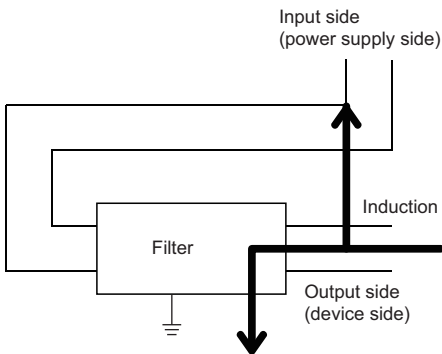 Input side
(power supply side)
Induction
Filter
Output side
(device side)